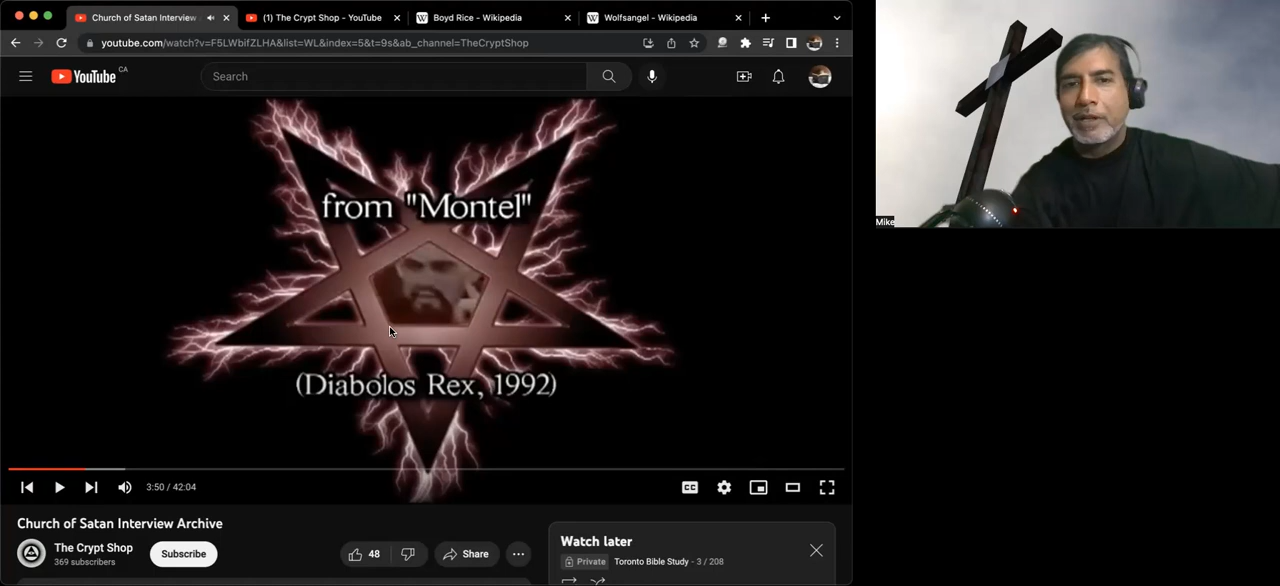 Church of Satan Interview
(1) The Crypt Shop - YouTube
Boyd Rice - Wikipedia
Wolfsangel - Wikipedia
youtube.com/watch?v=F5LWbifZLHA&list=WL&index=5&t=9s&ab_channel=TheCryptShop
YouTube CA
Search
from "Montel"
(Diabolos Rex, 1992)
3:50 / 42:04
CC
Church of Satan Interview Archive
The Crypt Shop
369 subscribers
Subscribe
48
Share
Watch later
Private Toronto Bible Study - 3 / 208
Mike